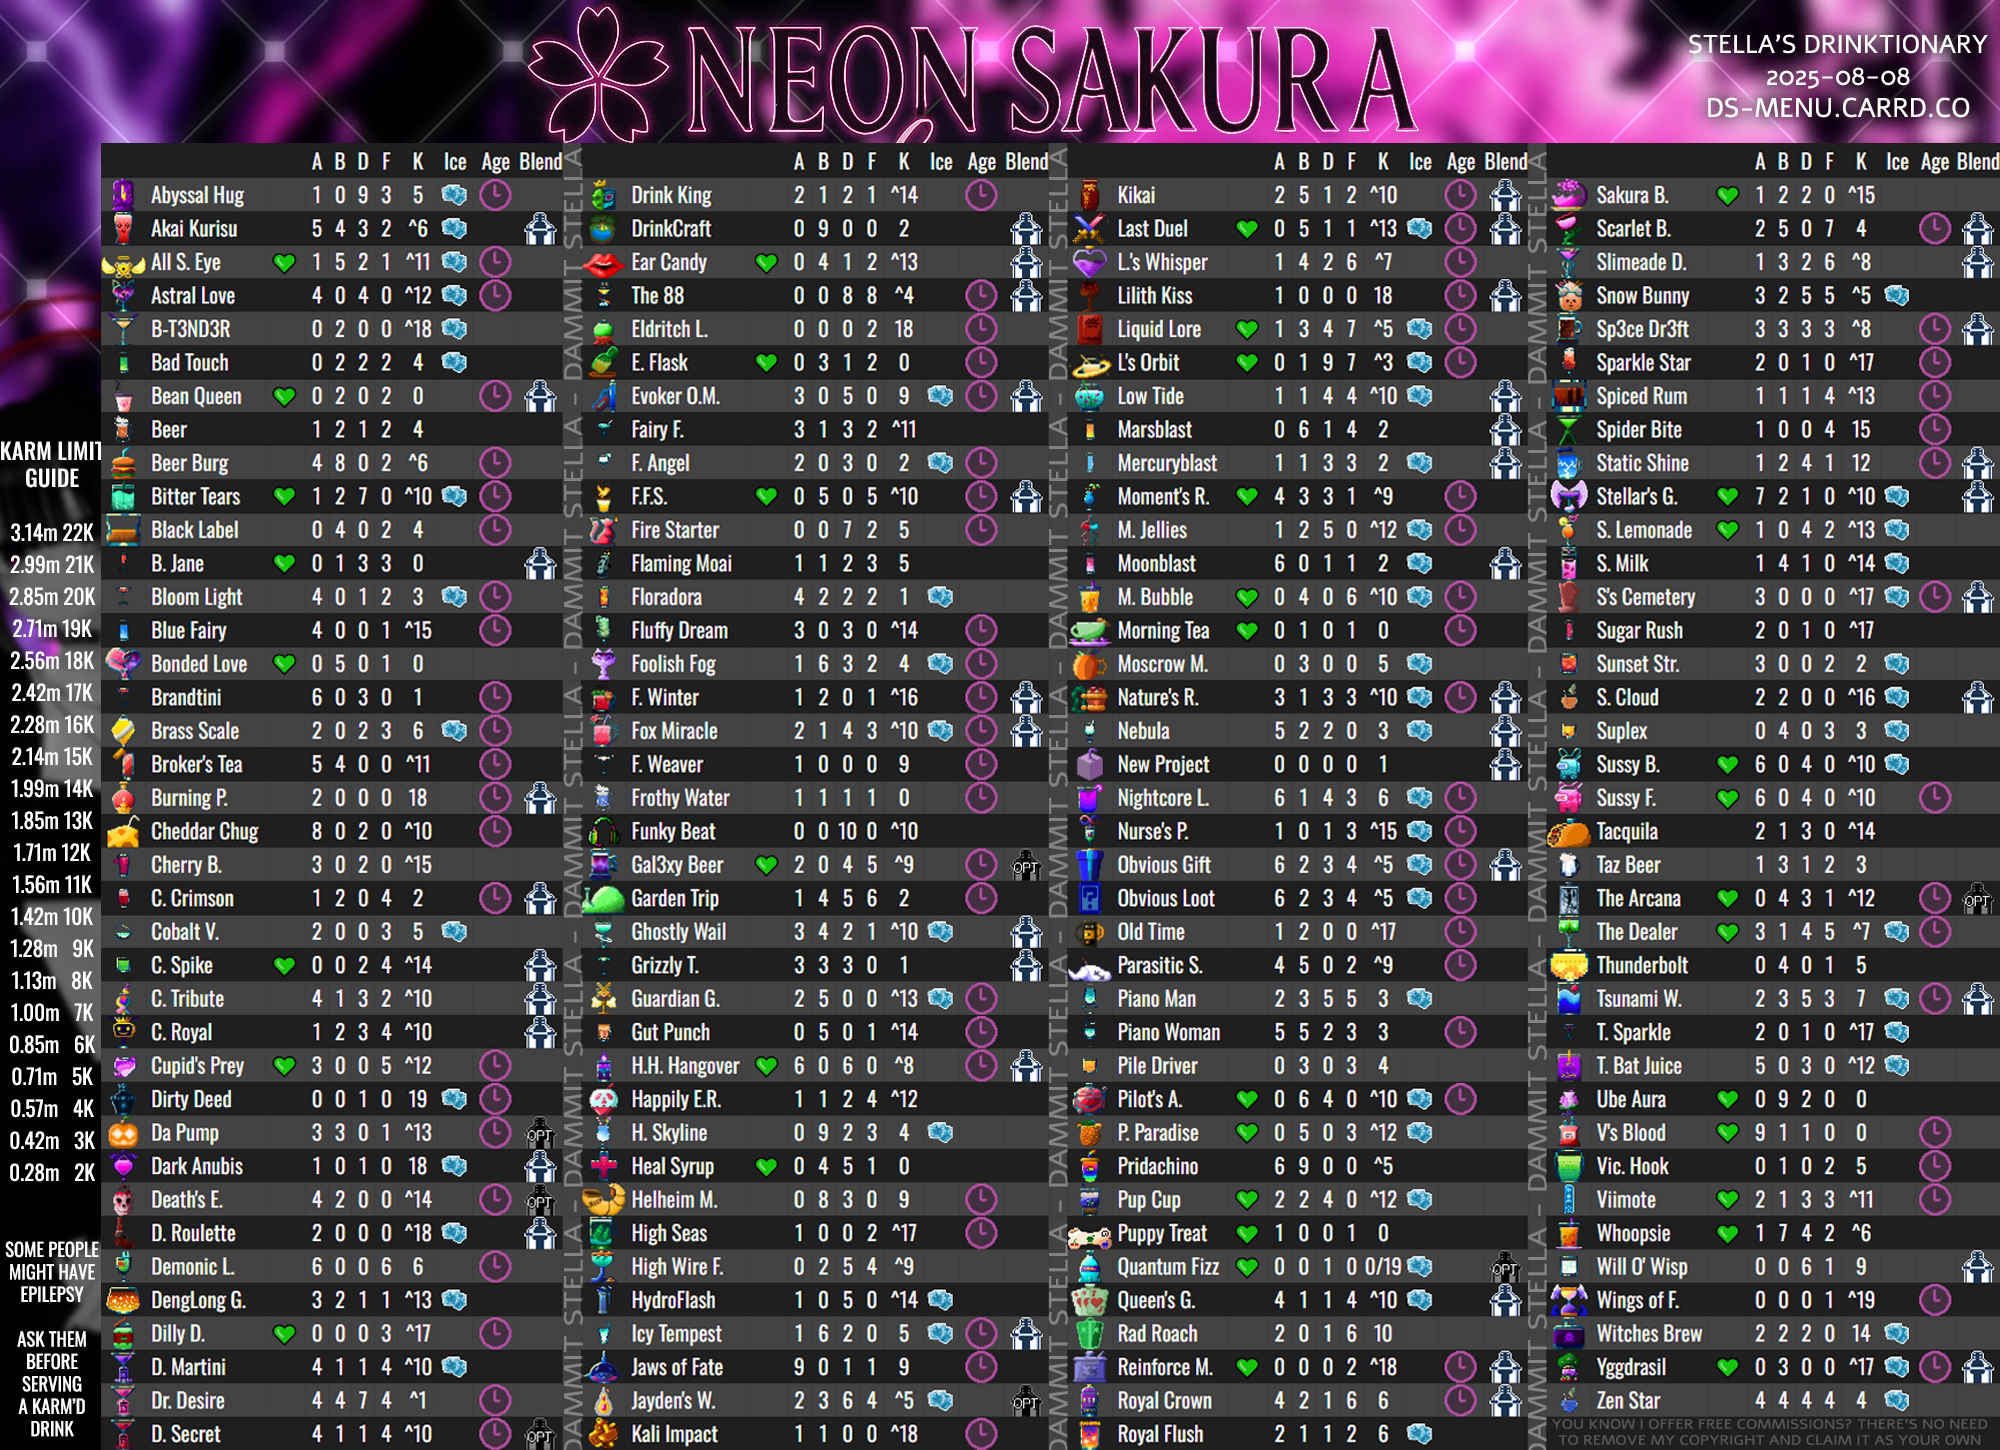 NEON SAKURA
STELLA'S DRINKTIONARY
2025-08-08
DS-MENU.CARRD.CO
KARM LIMIT
GUIDE
3.14m 22K
2.99m 21K
2.85m 20K
2.71m 19K
2.56m 18K
2.42m 17K
2.28m 16K
2.14m 15K
1.99m 14K
1.85m 13K
1.71m 12K
1.56m 11K
1.42m 10K
1.28m 9K
1.13m 8K
1.00m 7K
0.85m 6K
0.71m 5K
0.57m 4K
0.42m 3K
0.28m 2K
SOME PEOPLE
MIGHT HAVE
EPILEPSY
ASK THEM
BEFORE
SERVING
A KARM'D
DRINK
A B D F K Ice Age Blend
Abyssal Hug 1 0 9 3 5
Akai Kurisu 5 4 3 2 ^6
All S. Eye 1 5 2 1 ^11
Astral Love 4 0 4 0 ^12
B-T3ND3R 0 2 0 0 ^18
Bad Touch 0 2 2 2 4
Bean Queen 0 2 0 2 0
Beer 1 2 1 2 4
Beer Burg 4 8 0 2 ^6
Bitter Tears 1 2 7 0 ^10
Black Label 0 4 0 2 4
B. Jane 0 1 3 3 0
Bloom Light 4 0 1 2 3
Blue Fairy 4 0 0 1 ^15
Bonded Love 0 5 0 1 0
Brandtini 6 0 3 0 1
Brass Scale 2 0 2 3 6
Broker's Tea 5 4 0 0 ^11
Burning P. 2 0 0 0 18
Cheddar Chug 8 0 2 0 ^10
Cherry B. 3 0 2 0 ^15
C. Crimson 1 2 0 4 2
Cobalt V. 2 0 0 3 5
C. Spike 0 0 2 4 ^14
C. Tribute 4 1 3 2 ^10
C. Royal 1 2 3 4 ^10
Cupid's Prey 3 0 0 5 ^12
Dirty Deed 0 0 1 0 19
Da Pump 3 3 0 1 ^13 OPT
Dark Anubis 1 0 1 0 18
Death's E. 4 2 0 0 ^14 OPT
D. Roulette 2 0 0 0 ^18
Demonic L. 6 0 0 6 6
DengLong G. 3 2 1 1 ^13
Dilly D. 0 0 0 3 ^17
D. Martini 4 1 1 4 ^10
Dr. Desire 4 4 7 4 ^1
D. Secret 4 1 1 4 ^10 OPT
DAMMIT STELLA - DAMMIT STELLA - DAMMIT STELLA - DAMMIT STELLA
A B D F K Ice Age Blend
Drink King 2 1 2 1 ^14
DrinkCraft 0 9 0 0 2
Ear Candy 0 4 1 2 ^13
The 88 0 0 8 8 ^4
Eldritch L. 0 0 0 2 18
E. Flask 0 3 1 2 0
Evoker O.M. 3 0 5 0 9
Fairy F. 3 1 3 2 ^11
F. Angel 2 0 3 0 2
F.F.S. 0 5 0 5 ^10
Fire Starter 0 0 7 2 5
Flaming Moai 1 1 2 3 5
Floradora 4 2 2 2 1
Fluffy Dream 3 0 3 0 ^14
Foolish Fog 1 6 3 2 4
F. Winter 1 2 0 1 ^16
Fox Miracle 2 1 4 3 ^10
F. Weaver 1 0 0 0 9
Frothy Water 1 1 1 1 0
Funky Beat 0 0 10 0 ^10
Gal3xy Beer 2 0 4 5 ^9 OPT
Garden Trip 1 4 5 6 2
Ghostly Wail 3 4 2 1 ^10
Grizzly T. 3 3 3 0 1
Guardian G. 2 5 0 0 ^13
Gut Punch 0 5 0 1 ^14
H.H. Hangover 6 0 6 0 ^8
Happily E.R. 1 1 2 4 ^12
H. Skyline 0 9 2 3 4
Heal Syrup 0 4 5 1 0
Helheim M. 0 8 3 0 9
High Seas 1 0 0 2 ^17
High Wire F. 0 2 5 4 ^9
HydroFlash 1 0 5 0 ^14
Icy Tempest 1 6 2 0 5
Jaws of Fate 9 0 1 1 9
Jayden's W. 2 3 6 4 ^5 OPT
Kali Impact 1 1 0 0 ^18
DAMMIT STELLA - DAMMIT STELLA - DAMMIT STELLA - DAMMIT STELLA
A B D F K Ice Age Blend
Kikai 2 5 1 2 ^10
Last Duel 0 5 1 1 ^13
L.'s Whisper 1 4 2 6 ^7
Lilith Kiss 1 0 0 0 18
Liquid Lore 1 3 4 7 ^5
L's Orbit 0 1 9 7 ^3
Low Tide 1 1 4 4 ^10
Marsblast 0 6 1 4 2
Mercuryblast 1 1 3 3 2
Moment's R. 4 3 3 1 ^9
M. Jellies 1 2 5 0 ^12
Moonblast 6 0 1 1 2
M. Bubble 0 4 0 6 ^10
Morning Tea 0 1 0 1 0
Moscrow M. 0 3 0 0 5
Nature's R. 3 1 3 3 ^10
Nebula 5 2 2 0 3
New Project 0 0 0 0 1
Nightcore L. 6 1 4 3 6
Nurse's P. 1 0 1 3 ^15
Obvious Gift 6 2 3 4 ^5
Obvious Loot 6 2 3 4 ^5
Old Time 1 2 0 0 ^17
Parasitic S. 4 5 0 2 ^9
Piano Man 2 3 5 5 3
Piano Woman 5 5 2 3 3
Pile Driver 0 3 0 3 4
Pilot's A. 0 6 4 0 ^10
P. Paradise 0 5 0 3 ^12
Pridachino 6 9 0 0 ^5
Pup Cup 2 2 4 0 ^12
Puppy Treat 1 0 0 1 0
Quantum Fizz 0 0 1 0 0/19 OPT
Queen's G. 4 1 1 4 ^10
Rad Roach 2 0 1 6 10
Reinforce M. 0 0 0 2 ^18
Royal Crown 4 2 1 6 6
Royal Flush 2 1 1 2 6
DAMMIT STELLA - DAMMIT STELLA - DAMMIT STELLA - DAMMIT STELLA
A B D F K Ice Age Blend
Sakura B. 1 2 2 0 ^15
Scarlet B. 2 5 0 7 4
Slimeade D. 1 3 2 6 ^8
Snow Bunny 3 2 5 5 ^5
Sp3ce Dr3ft 3 3 3 3 ^8
Sparkle Star 2 0 1 0 ^17
Spiced Rum 1 1 1 4 ^13
Spider Bite 1 0 0 4 15
Static Shine 1 2 4 1 12
Stellar's G. 7 2 1 0 ^10
S. Lemonade 1 0 4 2 ^13
S. Milk 1 4 1 0 ^14
S's Cemetery 3 0 0 0 ^17
Sugar Rush 2 0 1 0 ^17
Sunset Str. 3 0 0 2 2
S. Cloud 2 2 0 0 ^16
Suplex 0 4 0 3 3
Sussy B. 6 0 4 0 ^10
Sussy F. 6 0 4 0 ^10
Tacquila 2 1 3 0 ^14
Taz Beer 1 3 1 2 3
The Arcana 0 4 3 1 ^12 OPT
The Dealer 3 1 4 5 ^7
Thunderbolt 0 4 0 1 5
Tsunami W. 2 3 5 3 7
T. Sparkle 2 0 1 0 ^17
T. Bat Juice 5 0 3 0 ^12
Ube Aura 0 9 2 0 0
V's Blood 9 1 1 0 0
Vic. Hook 0 1 0 2 5
Viimote 2 1 3 3 ^11
Whoopsie 1 7 4 2 ^6
Will O' Wisp 0 0 6 1 9
Wings of F. 0 0 0 1 ^19
Witches Brew 2 2 2 0 14
Yggdrasil 0 3 0 0 ^17
Zen Star 4 4 4 4 4
YOU KNOW I OFFER FREE COMMISSIONS? THERE'S NO NEED
TO REMOVE MY COPYRIGHT AND CLAIM IT AS YOUR OWN